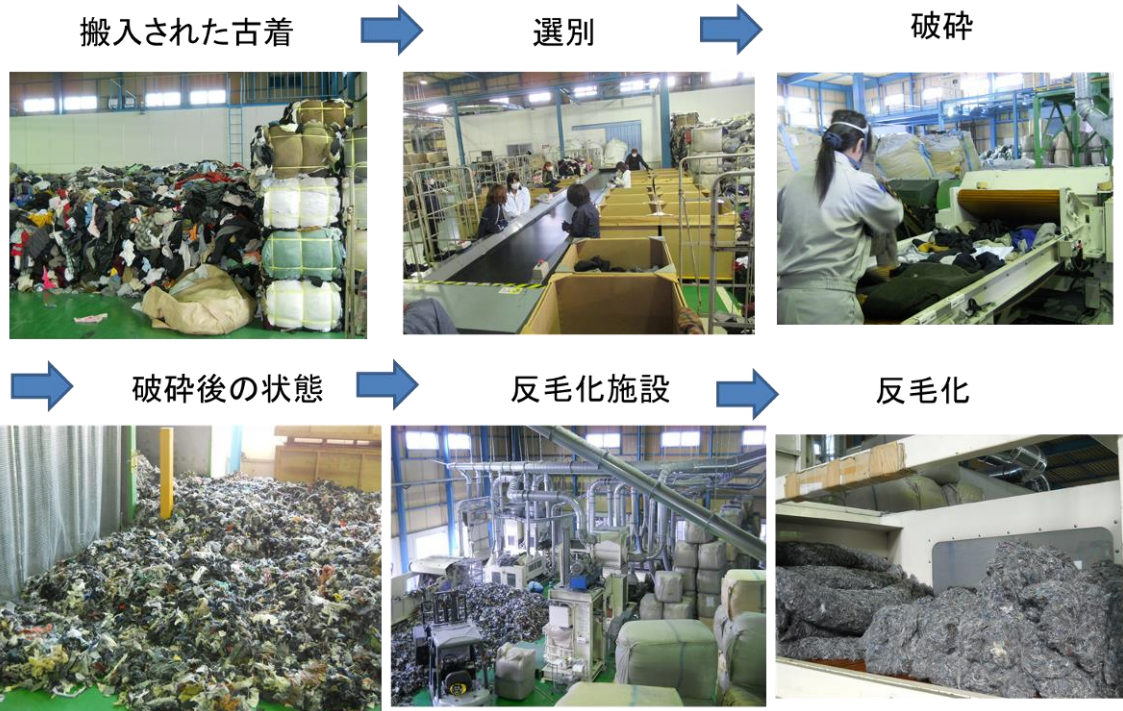 搬入された古着
選別
破砕
破砕後の状態
反毛化施設
反毛化